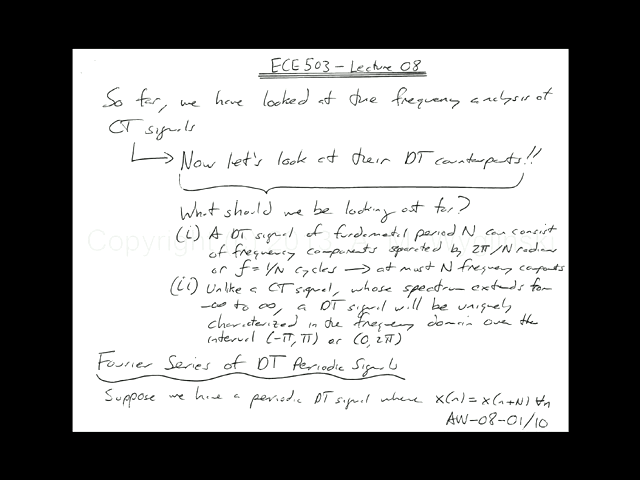 ECE 503 - Lecture 08
So far, we have looked at the frequency analysis of
CT signals
Now let's look at their DT counterparts!!
What should we be looking out for?
(i) A DT signal of fundamental period N can consist
of frequency components separated by 2π/N radians
or f = 1/N cycles → at most N frequency components
(ii) Unlike a CT signal, whose spectrum extends from
-∞ to ∞, a DT signal will be uniquely
characterized in the frequency domain over the
interval (-π, π) or (0, 2π)
Fourier Series of DT Periodic Signals
Suppose we have a periodic DT signal where x(n) = x(n+N) ∀n
AW-08-01/10